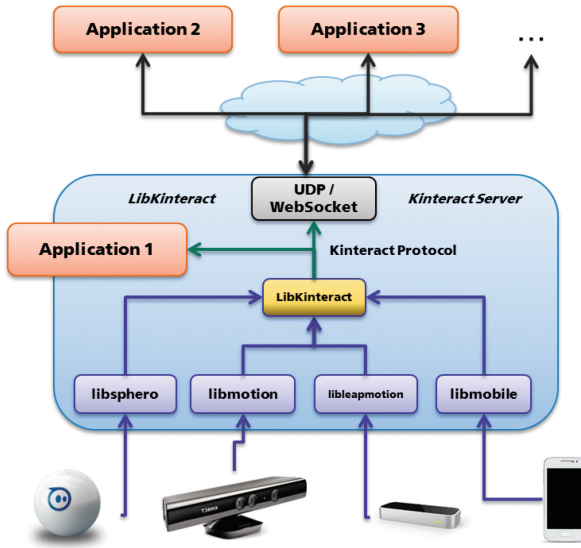 Application 2
Application 3
...
LibKinteract
UDP /
WebSocket
Kinteract Server
Application 1
Kinteract Protocol
LibKinteract
libsphero
libmotion
libleapmotion
libmobile